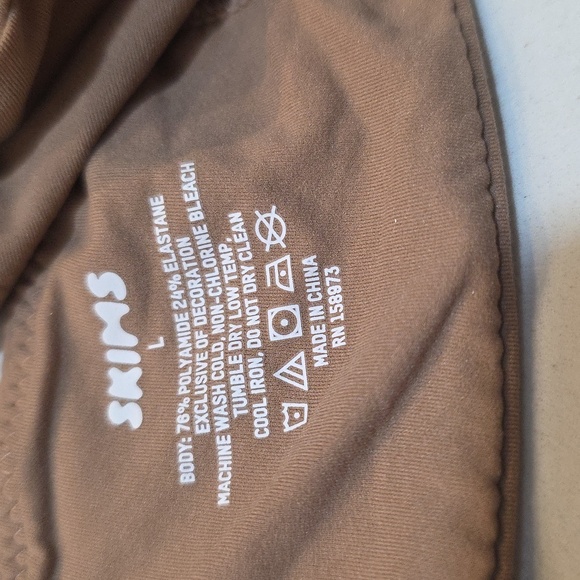 SKIMS
L
BODY: 76% POLYAMIDE 24% ELASTANE
EXCLUSIVE OF DECORATION
MACHINE WASH COLD, NON-CHLORINE BLEACH
TUMBLE DRY LOW TEMP,
COOL IRON, DO NOT DRY CLEAN
MADE IN CHINA
RN 158973